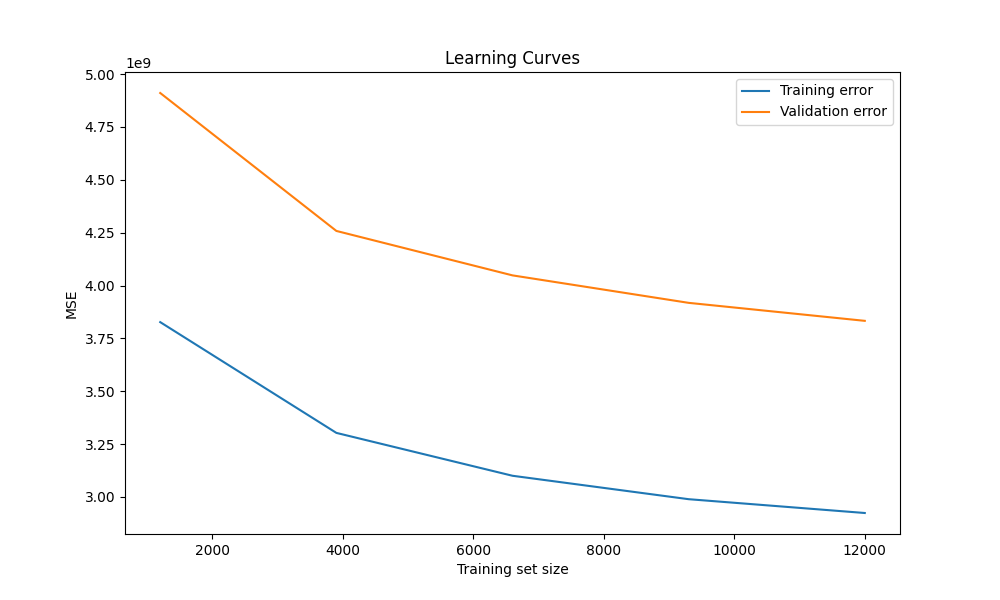 Learning Curves
1e9
Training error
Validation error
5.00
4.75
4.50
4.25
4.00
3.75
3.50
3.25
3.00
MSE
2000
4000
6000
8000
10000
12000
Training set size